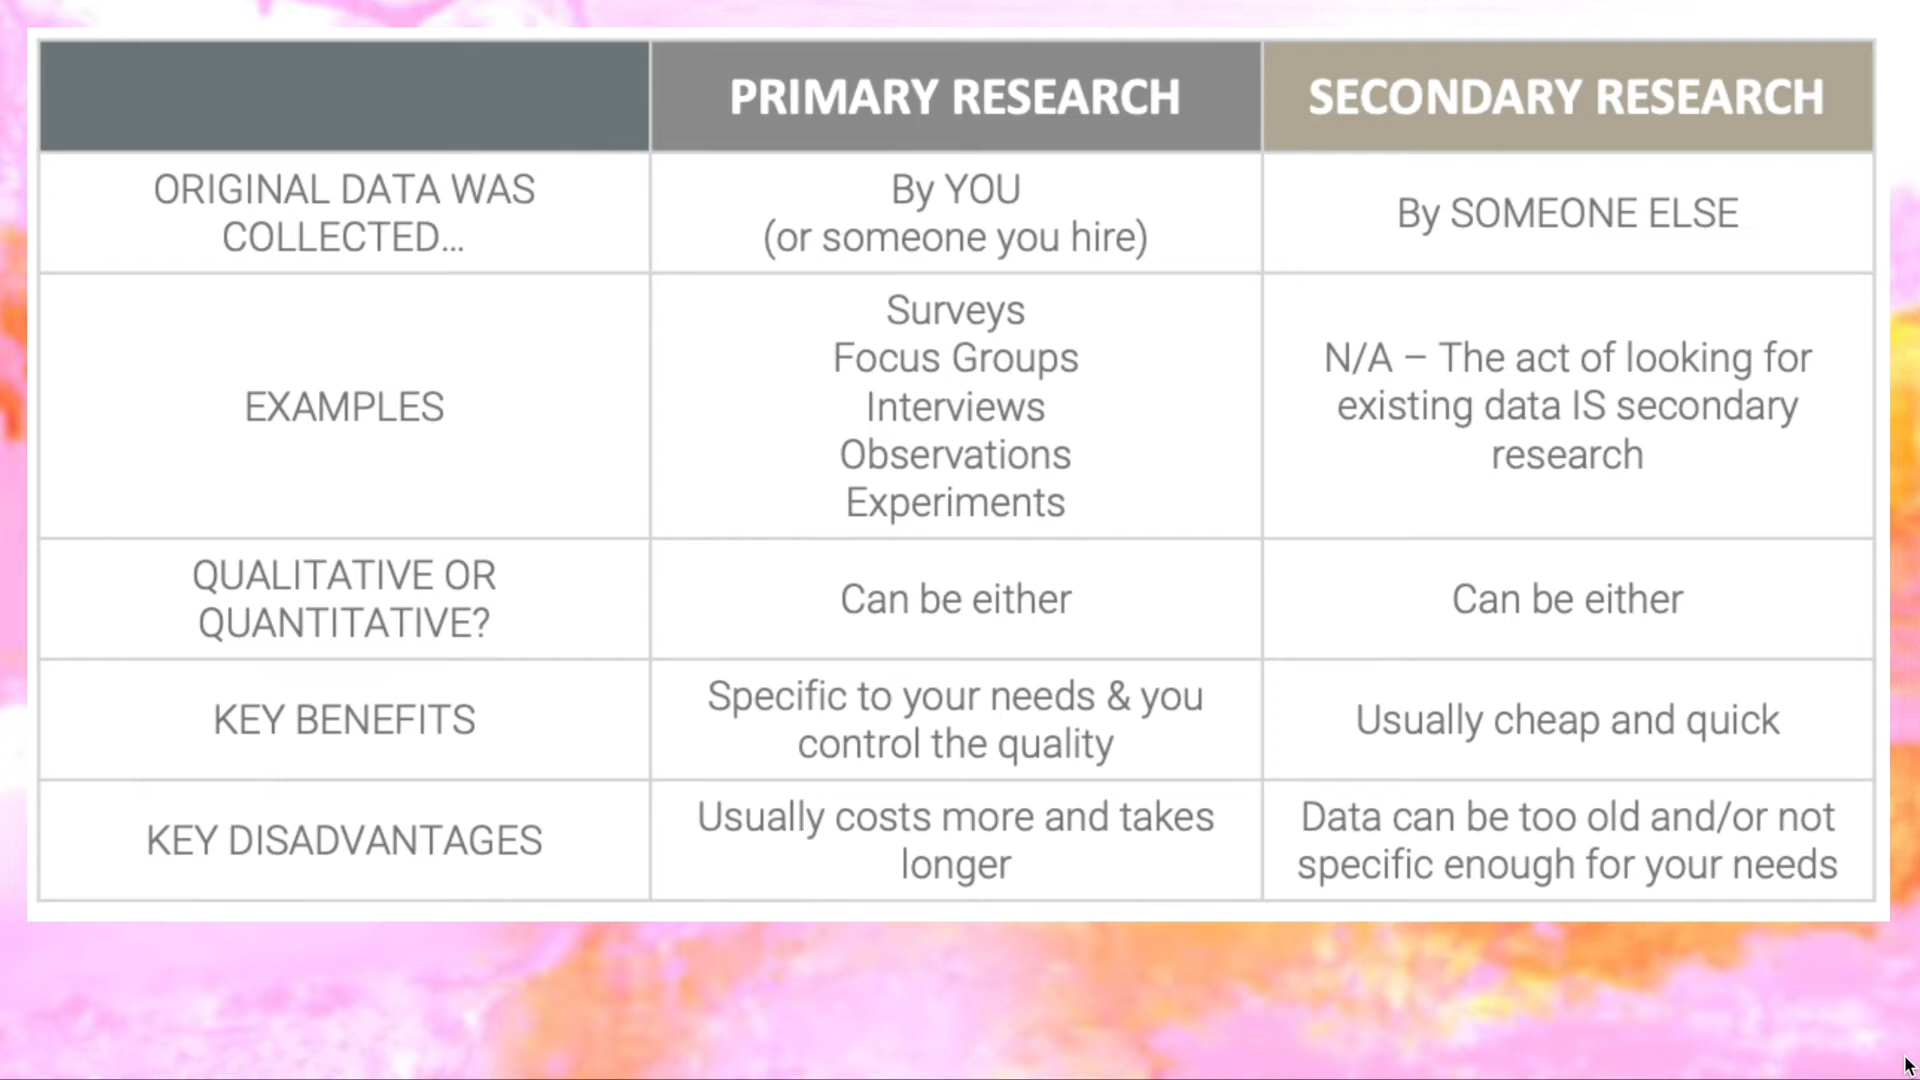 PRIMARY RESEARCH
SECONDARY RESEARCH
ORIGINAL DATA WAS
COLLECTED...
By YOU
(or someone you hire)
By SOMEONE ELSE
EXAMPLES
Surveys
Focus Groups
Interviews
Observations
Experiments
N/A – The act of looking for
existing data IS secondary
research
QUALITATIVE OR
QUANTITATIVE?
Can be either
Can be either
KEY BENEFITS
Specific to your needs & you
control the quality
Usually cheap and quick
KEY DISADVANTAGES
Usually costs more and takes
longer
Data can be too old and/or not
specific enough for your needs